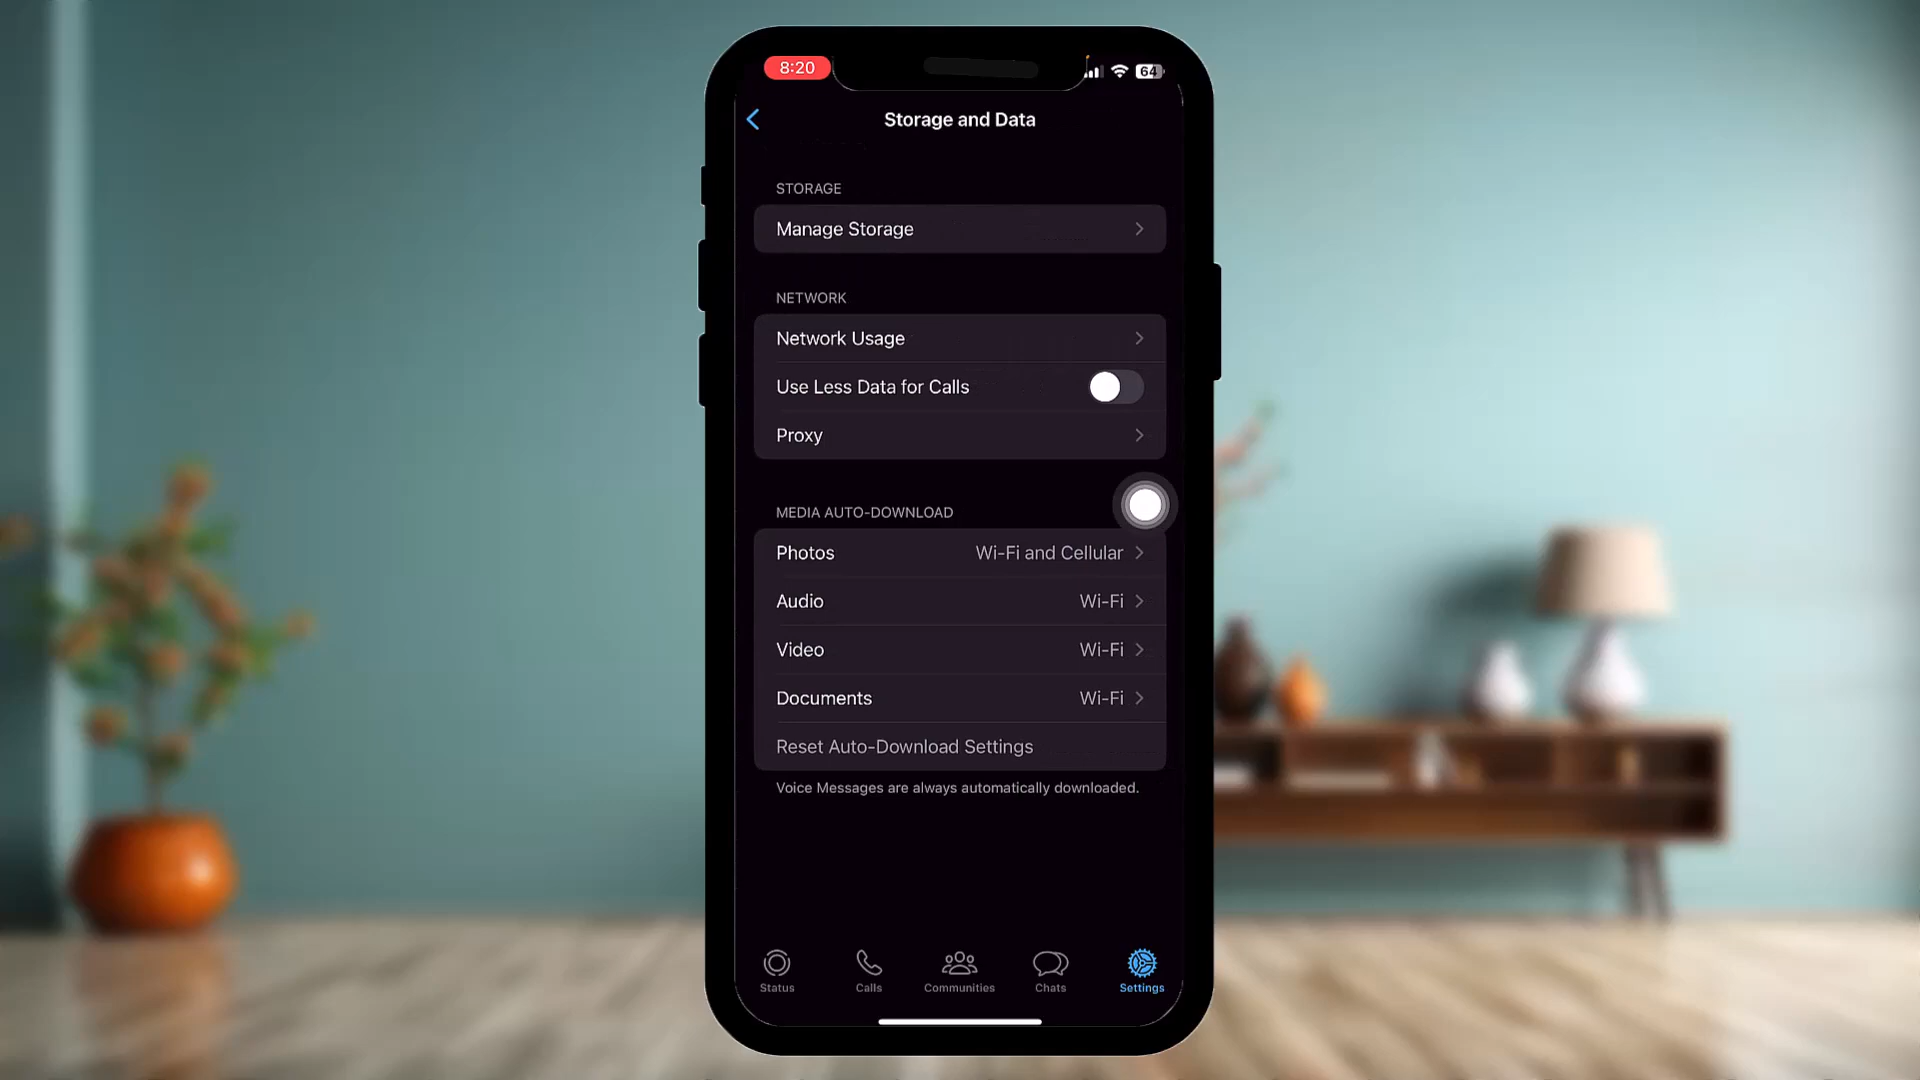 8:20
64
Storage and Data
STORAGE
Manage Storage
NETWORK
Network Usage
Use Less Data for Calls
Proxy
MEDIA AUTO-DOWNLOAD
Photos Wi-Fi and Cellular
Audio Wi-Fi
Video Wi-Fi
Documents Wi-Fi
Reset Auto-Download Settings
Voice Messages are always automatically downloaded.
Status Calls Communities Chats Settings